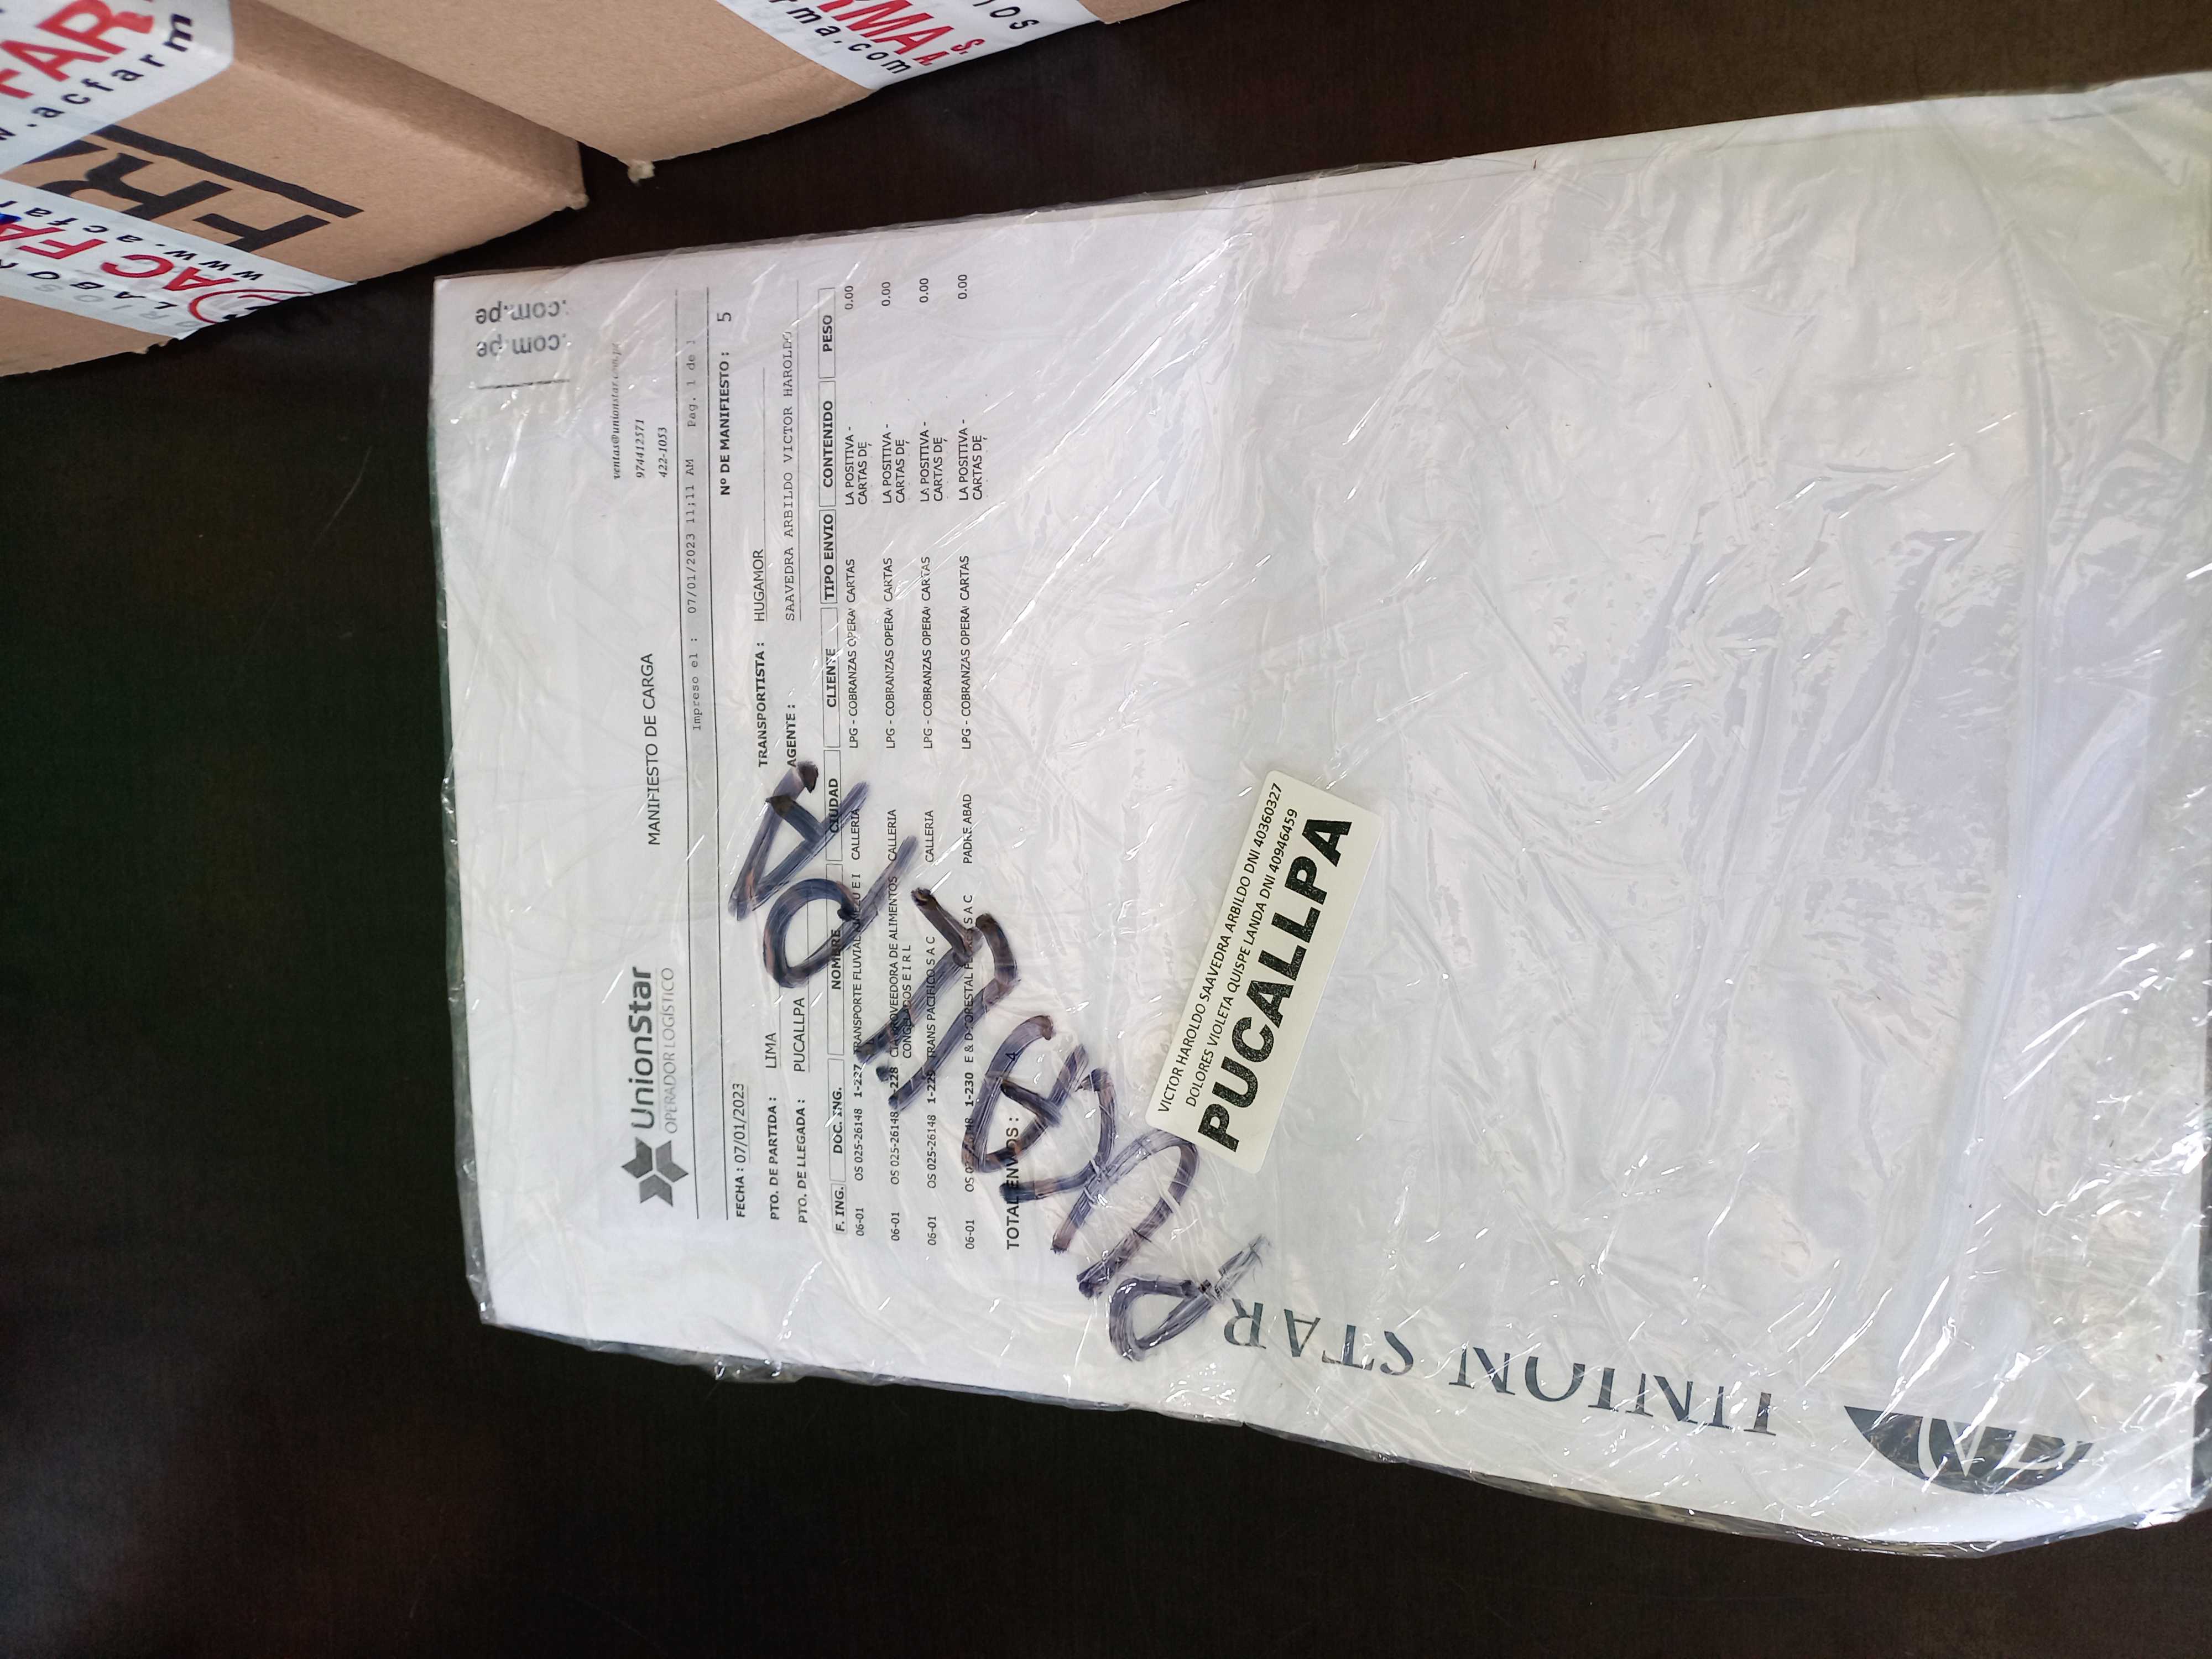 UnionStar
OPERADOR LOGÍSTICO
MANIFIESTO DE CARGA
ventas@unionstar.com.pe
974412571
422-1053
Impreso el : 07/01/2023 11;11 AM Pag. 1 de 1
FECHA : 07/01/2023
Nº DE MANIFIESTO : 5
PTO. DE PARTIDA : LIMA
TRANSPORTISTA : HUGAMOR
PTO. DE LLEGADA : PUCALLPA
AGENTE : SAAVEDRA ARBILDO VICTOR HAROLDO
F. ING. DOC. ING. NOMBRE CIUDAD CLIENTE TIPO ENVIO CONTENIDO PESO
06-01 OS 025-26148 1-227 TRANSPORTE FLUVIAL E I CALLERIA LPG - COBRANZAS OPERA CARTAS LA POSITIVA - CARTAS DE 0.00
06-01 OS 025-26148 1-228 PROVEEDORA DE ALIMENTOS CALLERIA LPG - COBRANZAS OPERA CARTAS LA POSITIVA - CARTAS DE 0.00
CONGELADOS E I R L
06-01 OS 025-26148 1-229 TRANS PACIFICO S A C CALLERIA LPG - COBRANZAS OPERA CARTAS LA POSITIVA - CARTAS DE 0.00
06-01 1-230 E & D FORESTAL S A C PADRE ABAD LPG - COBRANZAS OPERA CARTAS LA POSITIVA - CARTAS DE 0.00
TOTAL ENVIOS : 4
VICTOR HAROLDO SAAVEDRA ARBILDO DNI 40360327
DOLORES VIOLETA QUISPE LANDA DNI 40946459
PUCALLPA
UNION STAR
.com.pe
.com.pe